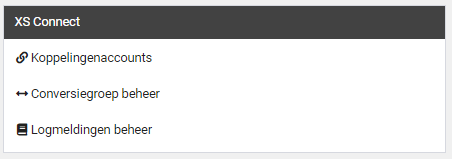 XS Connect
Koppelingenaccounts
Conversiegroep beheer
Logmeldingen beheer